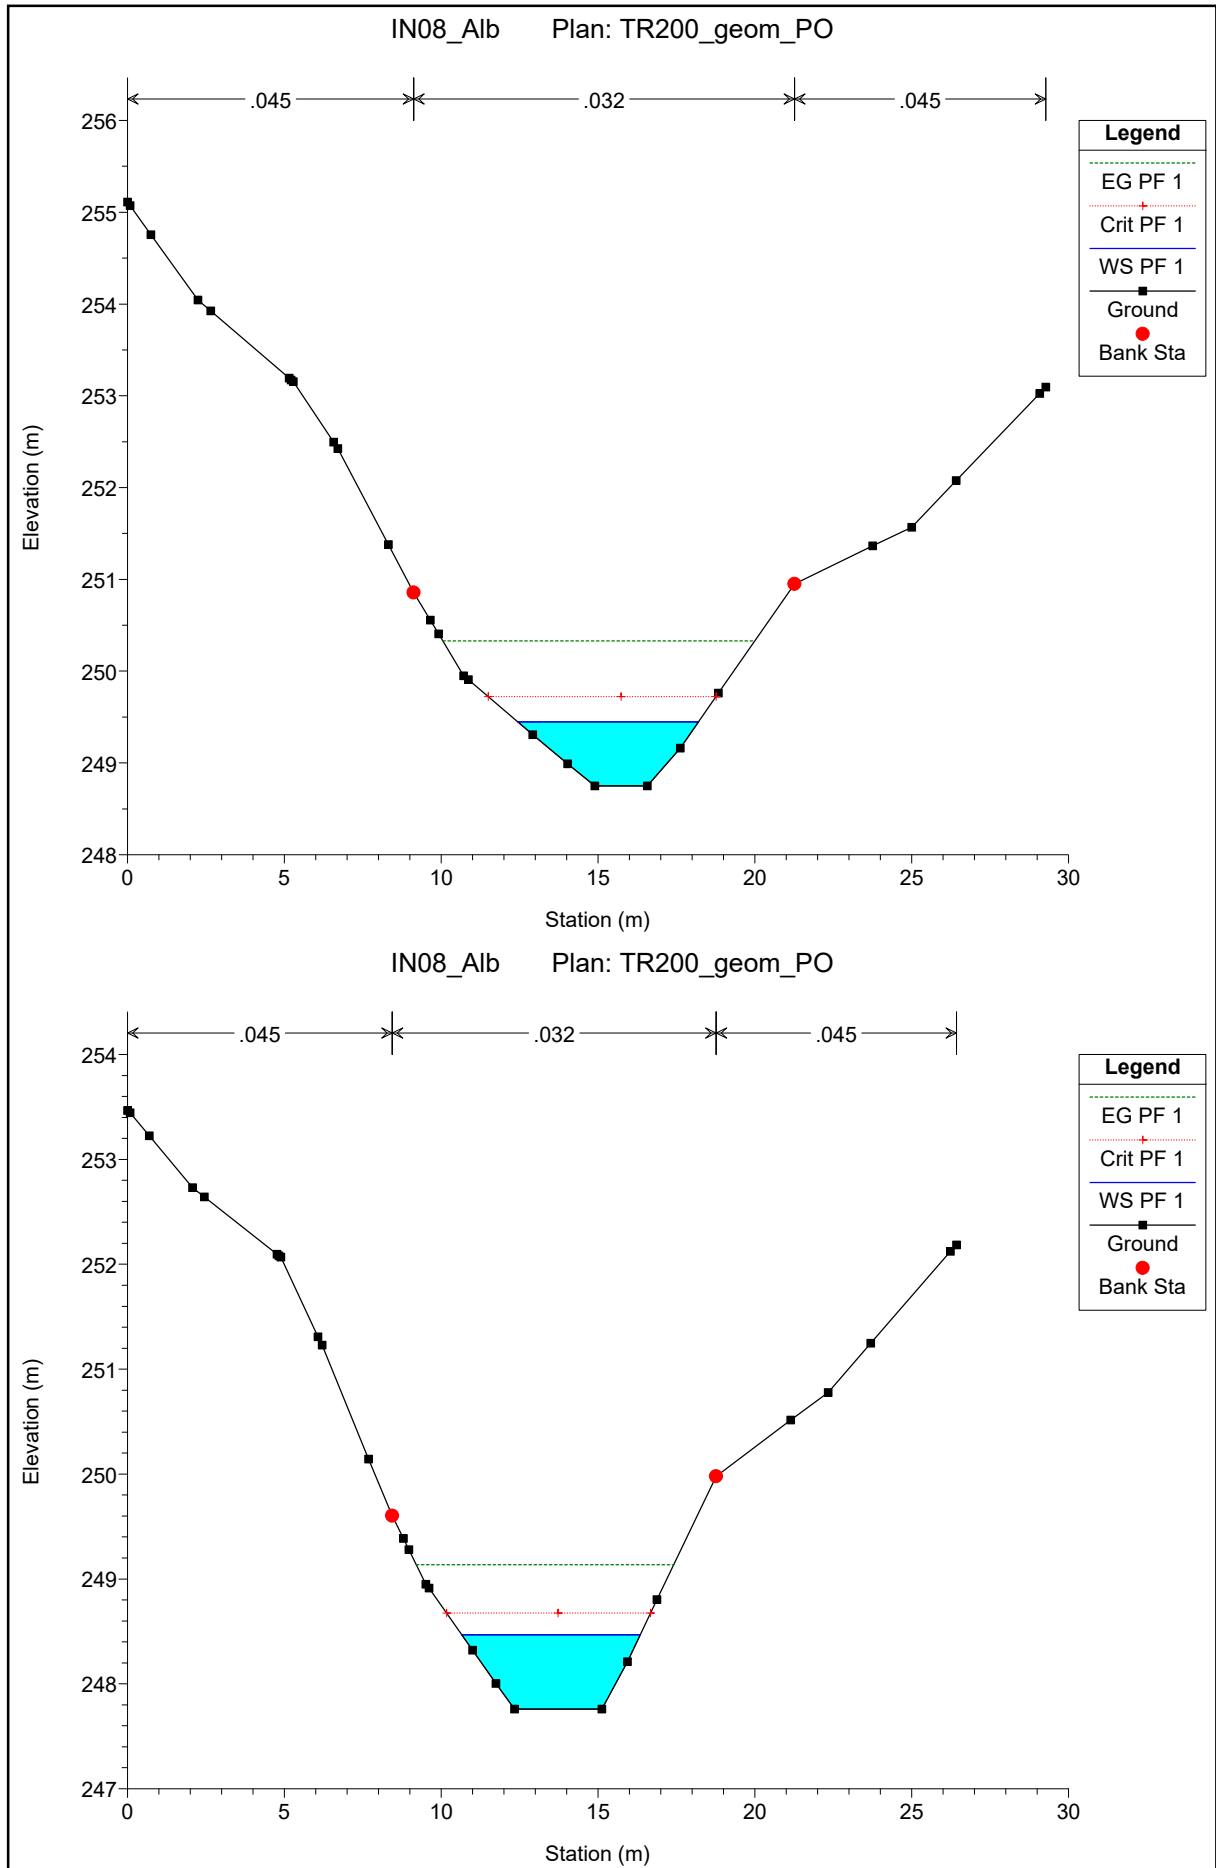 IN08_Alb Plan: TR200_geom_PO
.045 .032 .045
256
255
254
253
252
251
250
249
248
Elevation (m)
0 5 10 15 20 25 30
Station (m)
Legend
EG PF 1
Crit PF 1
WS PF 1
Ground
Bank Sta
IN08_Alb Plan: TR200_geom_PO
.045 .032 .045
254
253
252
251
250
249
248
247
Elevation (m)
0 5 10 15 20 25 30
Station (m)
Legend
EG PF 1
Crit PF 1
WS PF 1
Ground
Bank Sta